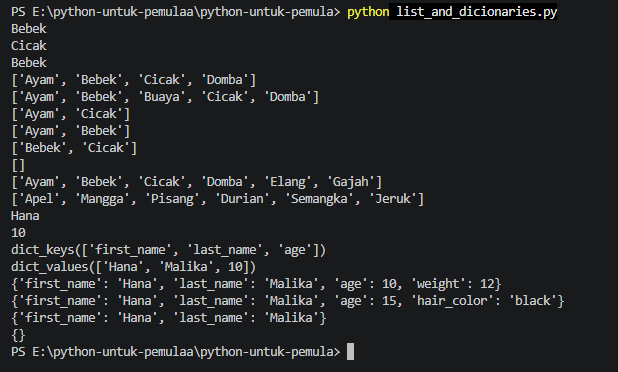 PS E:\python-untuk-pemulaa\python-untuk-pemula> python list_and_dicionaries.py
Bebek
Cicak
Bebek
['Ayam', 'Bebek', 'Cicak', 'Domba']
['Ayam', 'Bebek', 'Buaya', 'Cicak', 'Domba']
['Ayam', 'Cicak']
['Ayam', 'Bebek']
['Bebek', 'Cicak']
[]
['Ayam', 'Bebek', 'Cicak', 'Domba', 'Elang', 'Gajah']
['Apel', 'Mangga', 'Pisang', 'Durian', 'Semangka', 'Jeruk']
Hana
10
dict_keys(['first_name', 'last_name', 'age'])
dict_values(['Hana', 'Malika', 10])
{'first_name': 'Hana', 'last_name': 'Malika', 'age': 10, 'weight': 12}
{'first_name': 'Hana', 'last_name': 'Malika', 'age': 15, 'hair_color': 'black'}
{'first_name': 'Hana', 'last_name': 'Malika'}
{}
PS E:\python-untuk-pemulaa\python-untuk-pemula>